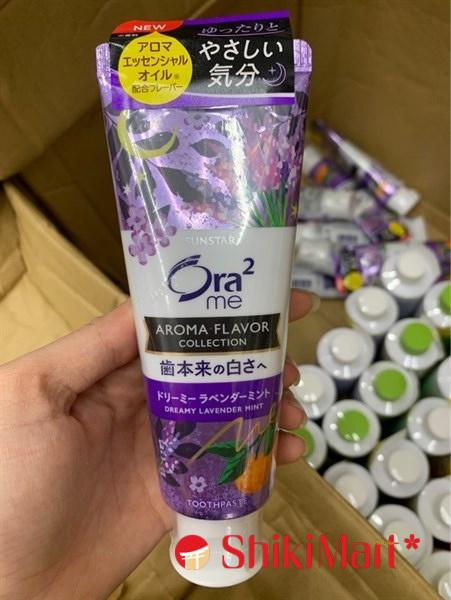 NEW
ゆったりと
アロマ
エッセンシャル
オイル※
配合フレーバー
やさしい
気分
SUNSTAR
Ora²
me
AROMA FLAVOR
COLLECTION
歯本来の白さへ
ドリーミー ラベンダーミント
DREAMY LAVENDER MINT
TOOTHPASTE
ShikiMart*